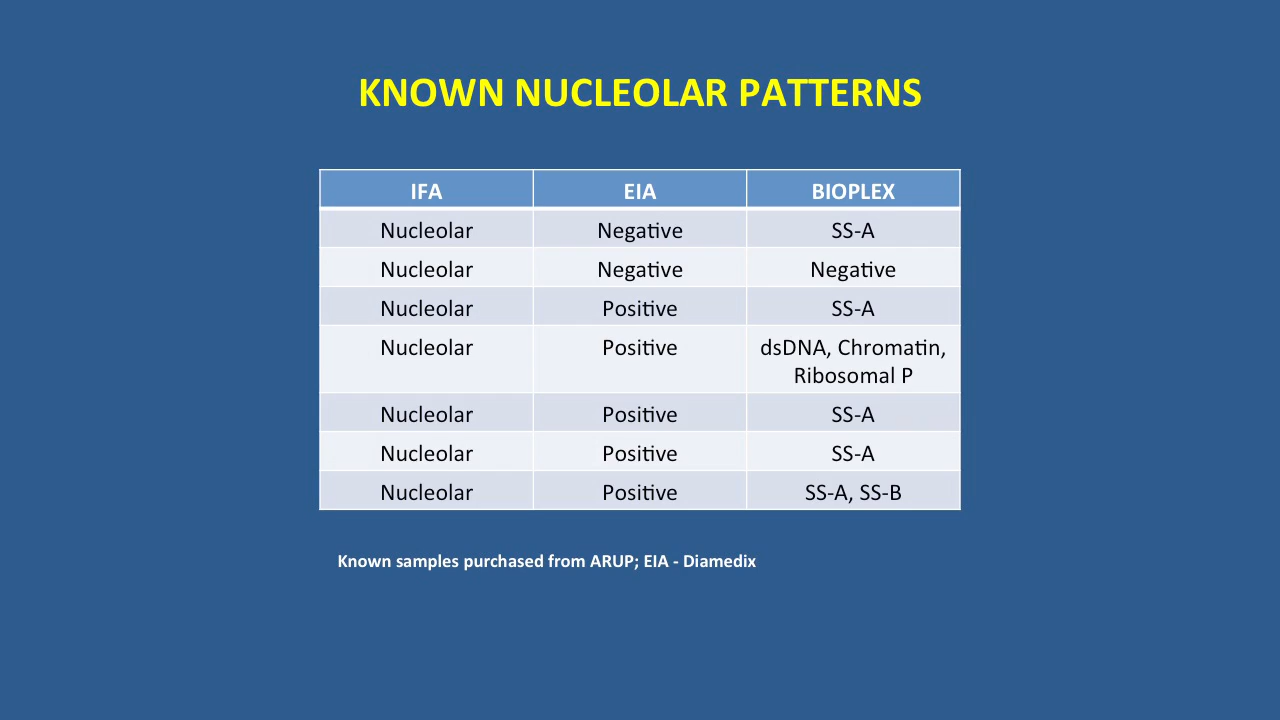 KNOWN NUCLEOLAR PATTERNS
IFA EIA BIOPLEX
Nucleolar Negative SS-A
Nucleolar Negative Negative
Nucleolar Positive SS-A
Nucleolar Positive dsDNA, Chromatin,
Ribosomal P
Nucleolar Positive SS-A
Nucleolar Positive SS-A
Nucleolar Positive SS-A, SS-B
Known samples purchased from ARUP; EIA - Diamedix